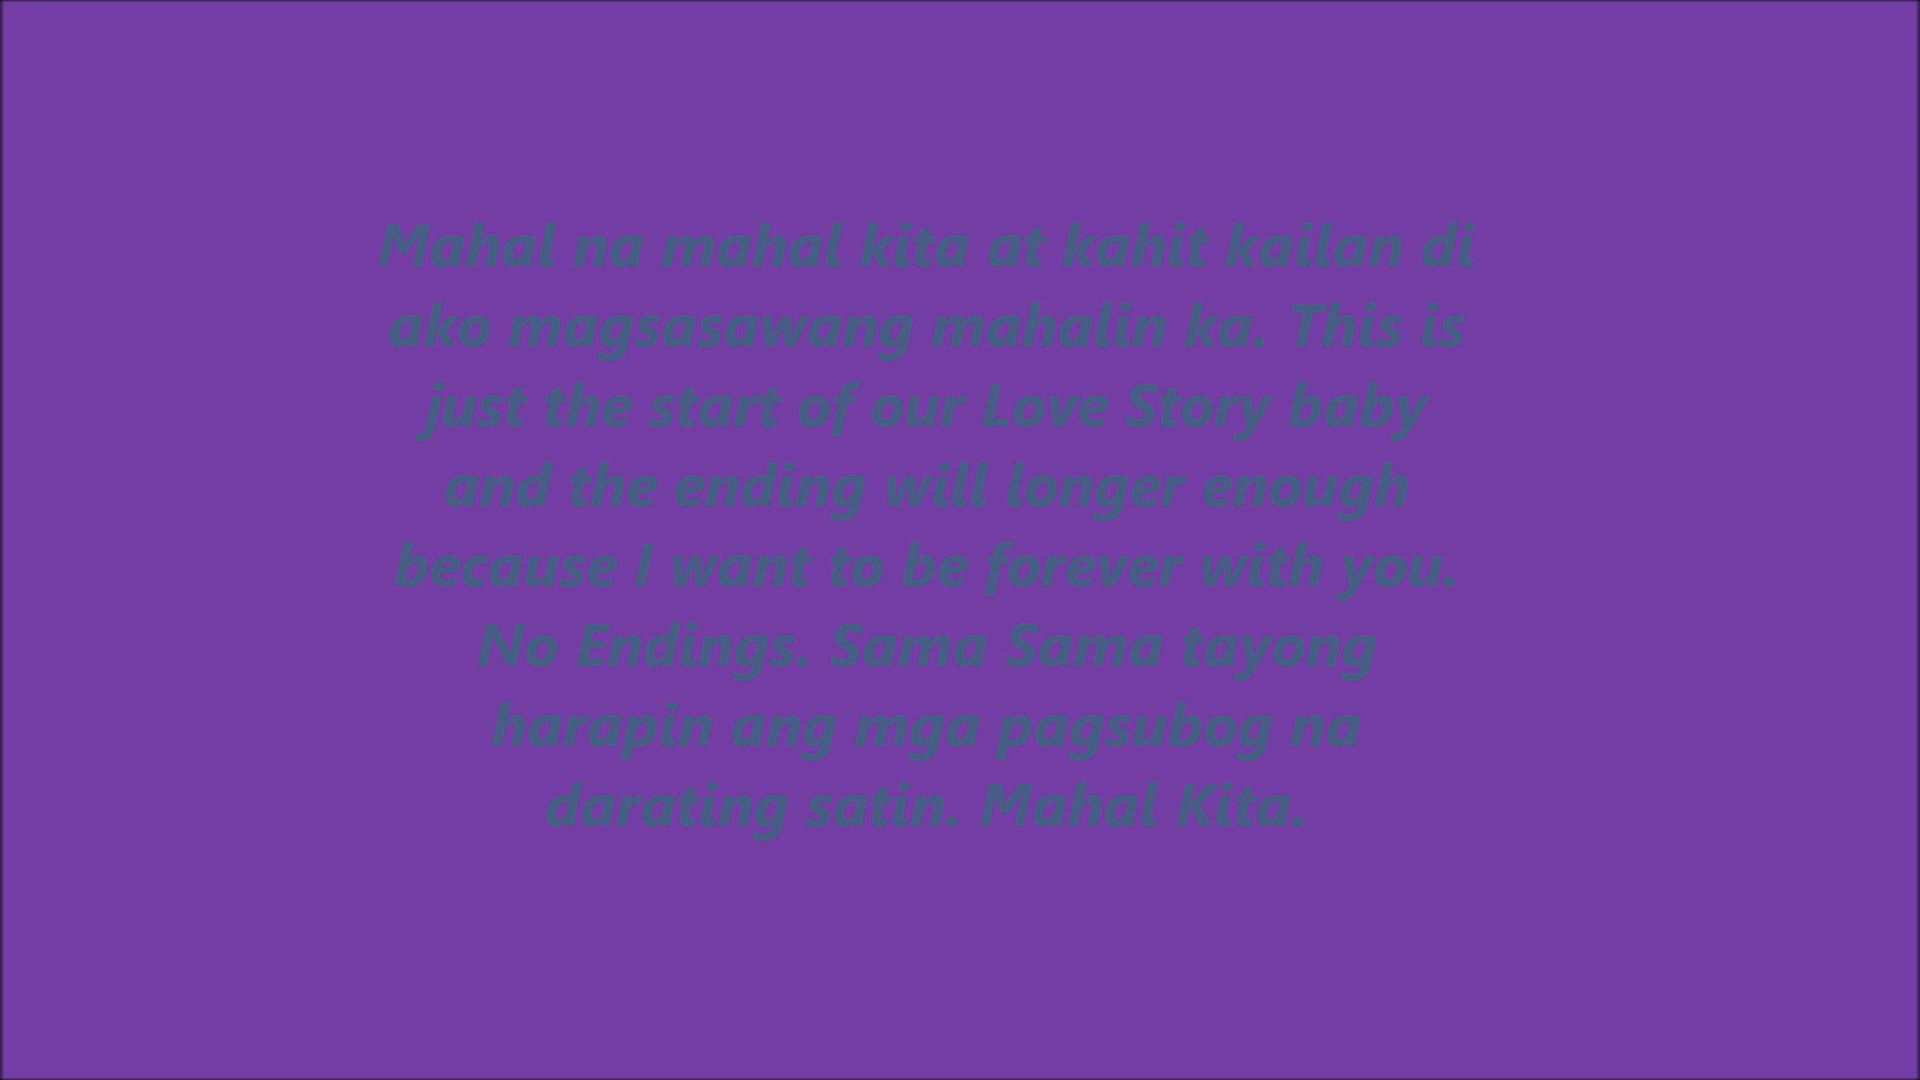 Mahal na mahal kita at kahit kailan di
ako magsasawang mahalin ka. This is
just the start of our Love Story baby
and the ending will longer enough
because I want to be forever with you.
No Endings. Sama Sama tayong
harapin ang mga pagsubog na
darating satin. Mahal Kita.